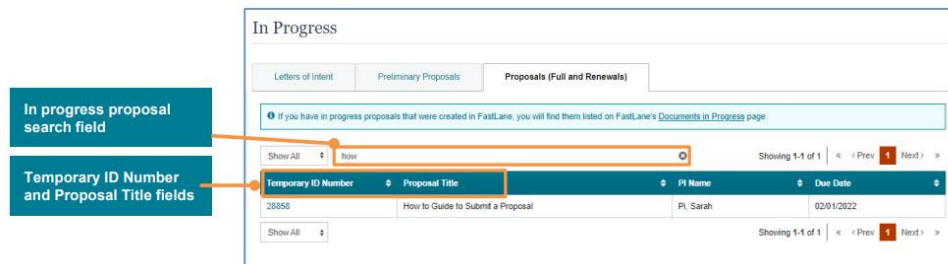 In Progress
Letters of Intent
Preliminary Proposals
Proposals (Full and Renewals)
In progress proposal
search field
If you have in progress proposals that were created in FastLane, you will find them listed on FastLane's Documents in Progress page.
Show All
how
Showing 1-1 of 1
« ‹ Prev 1 Next › »
Temporary ID Number
and Proposal Title fields
Temporary ID Number
Proposal Title
PI Name
Due Date
28858
How to Guide to Submit a Proposal
PI, Sarah
02/01/2022
Show All
Showing 1-1 of 1
« ‹ Prev 1 Next › »